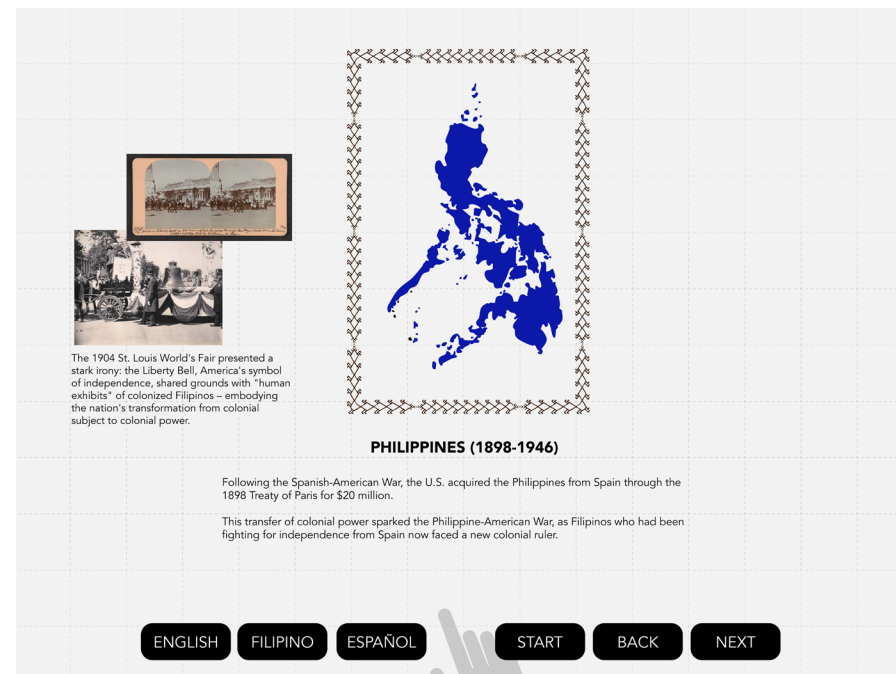 The 1904 St. Louis World's Fair presented a
stark irony: the Liberty Bell, America's symbol
of independence, shared grounds with "human
exhibits" of colonized Filipinos – embodying
the nation's transformation from colonial
subject to colonial power.
PHILIPPINES (1898-1946)
Following the Spanish-American War, the U.S. acquired the Philippines from Spain through the
1898 Treaty of Paris for $20 million.
This transfer of colonial power sparked the Philippine-American War, as Filipinos who had been
fighting for independence from Spain now faced a new colonial ruler.
ENGLISH FILIPINO ESPAÑOL START BACK NEXT